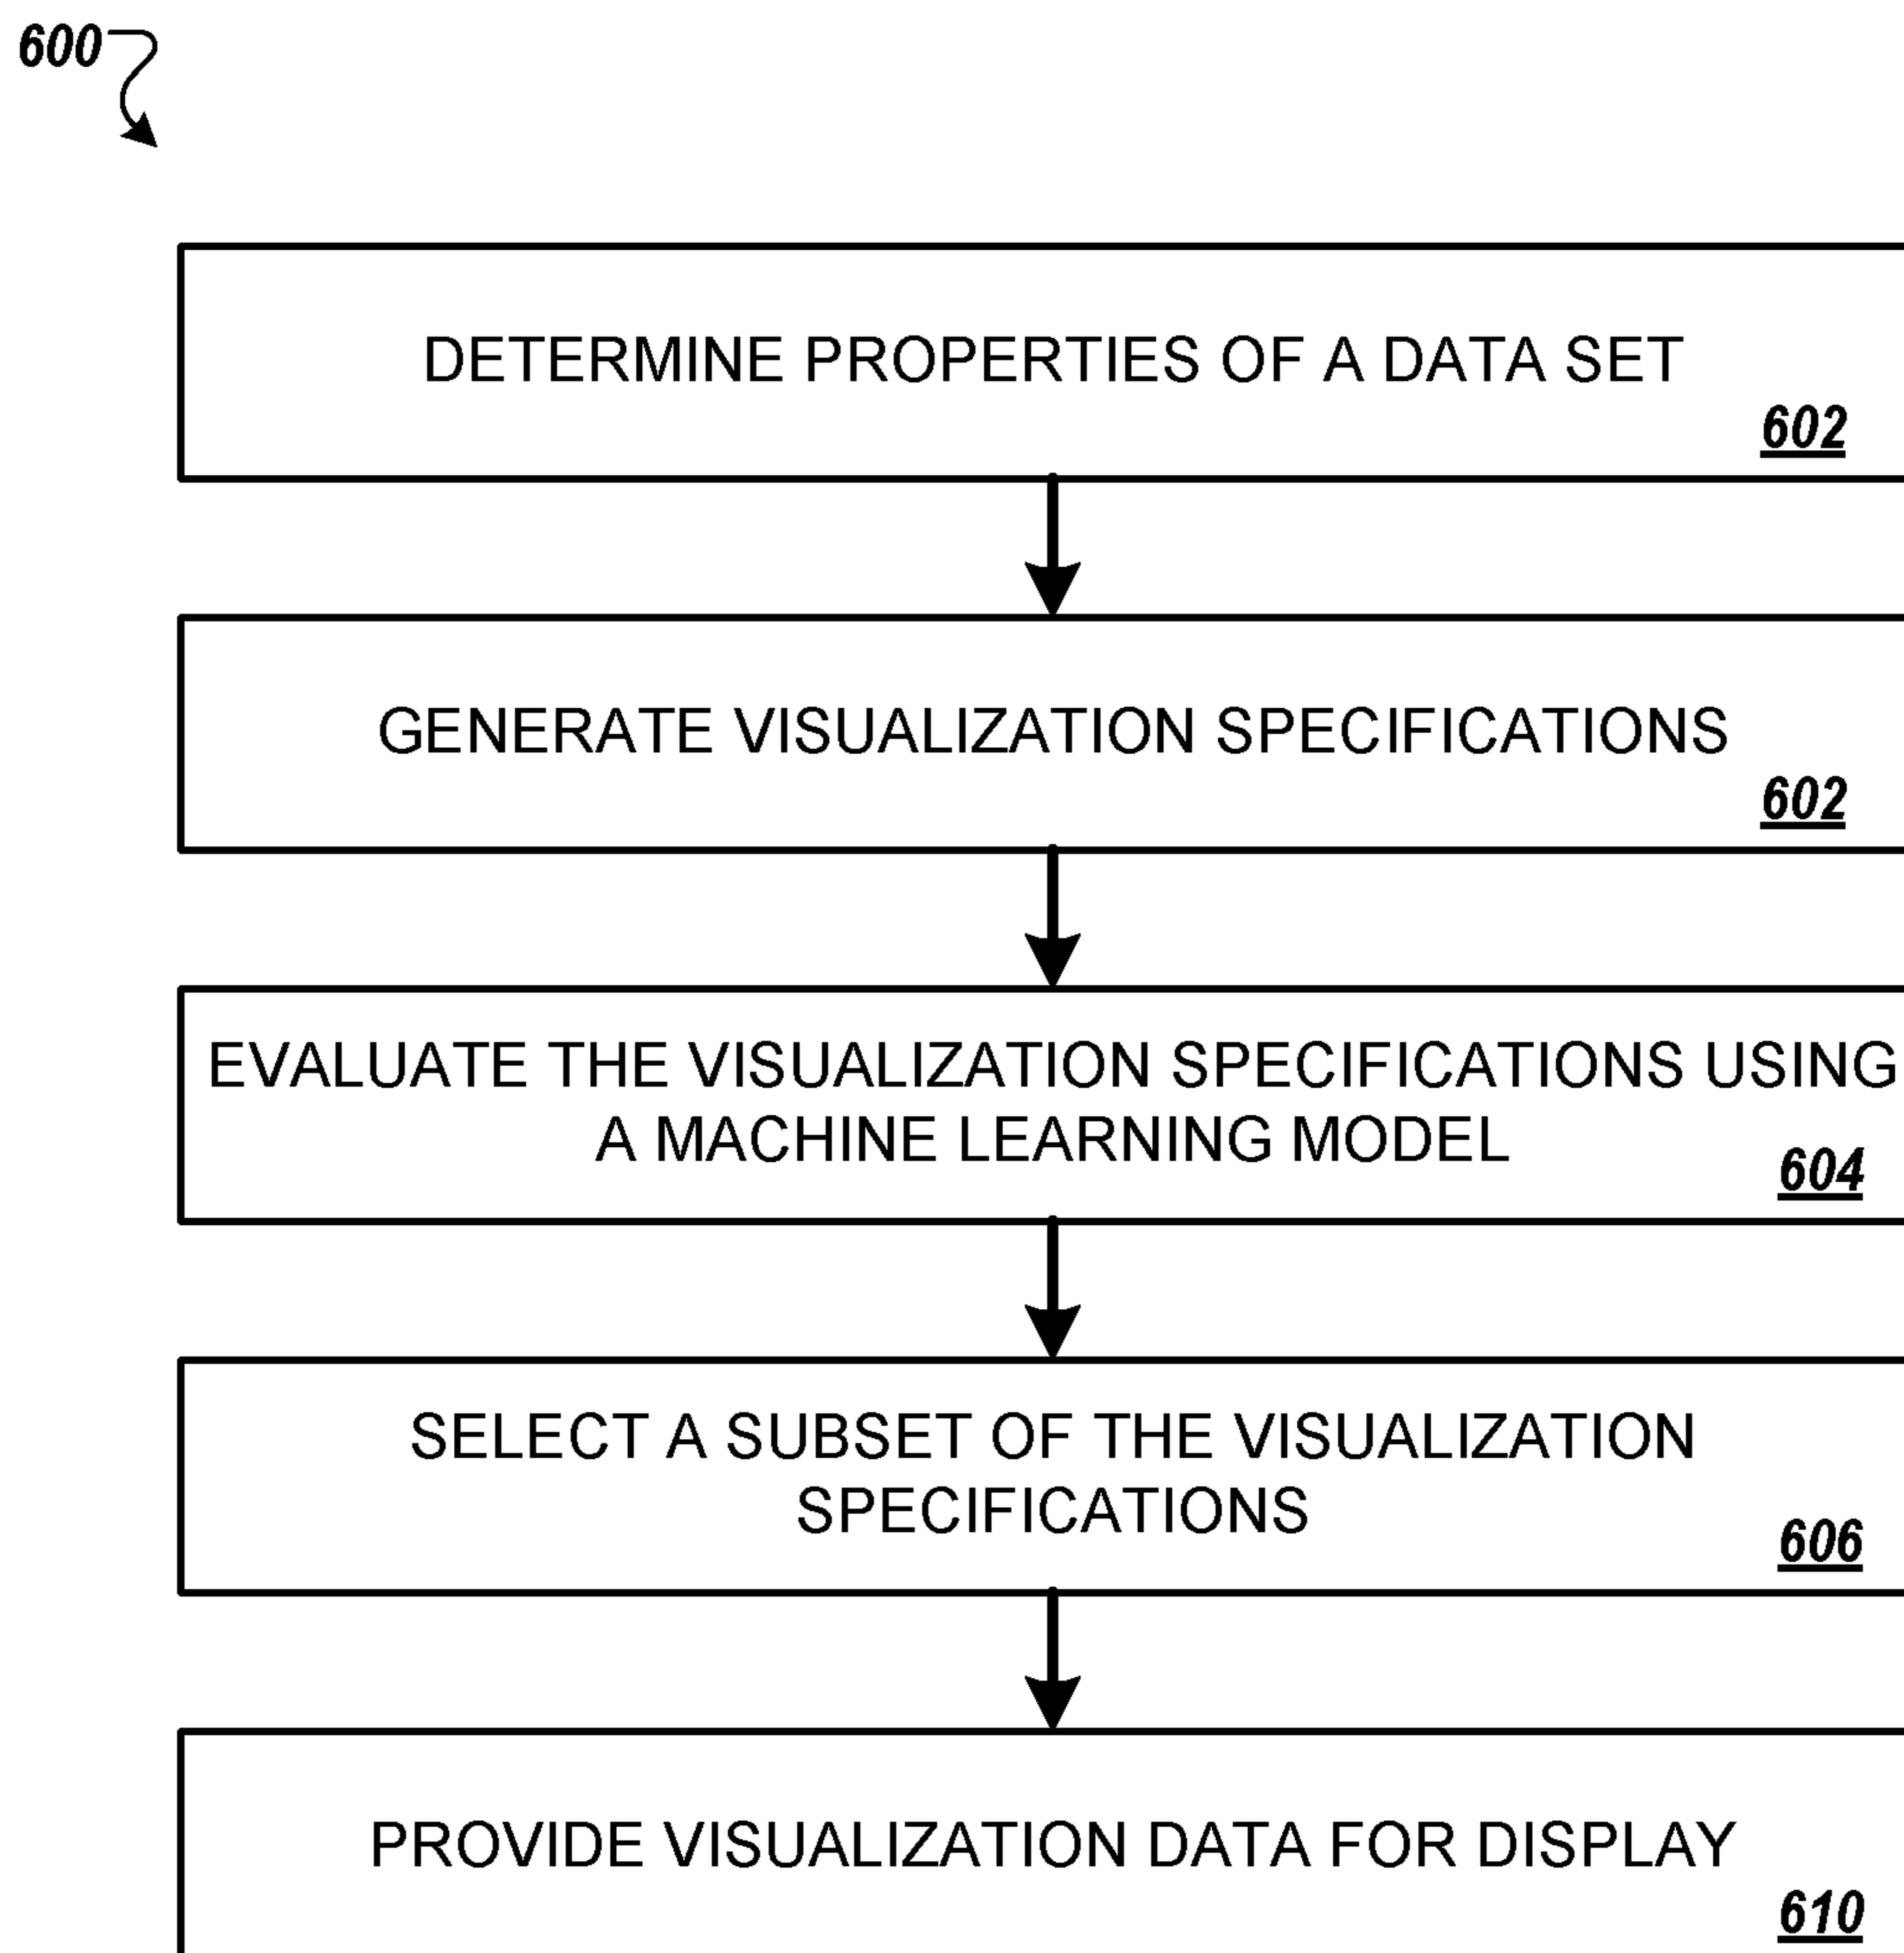 600
DETERMINE PROPERTIES OF A DATA SET
602
GENERATE VISUALIZATION SPECIFICATIONS
602
EVALUATE THE VISUALIZATION SPECIFICATIONS USING
A MACHINE LEARNING MODEL
604
SELECT A SUBSET OF THE VISUALIZATION
SPECIFICATIONS
606
PROVIDE VISUALIZATION DATA FOR DISPLAY
610